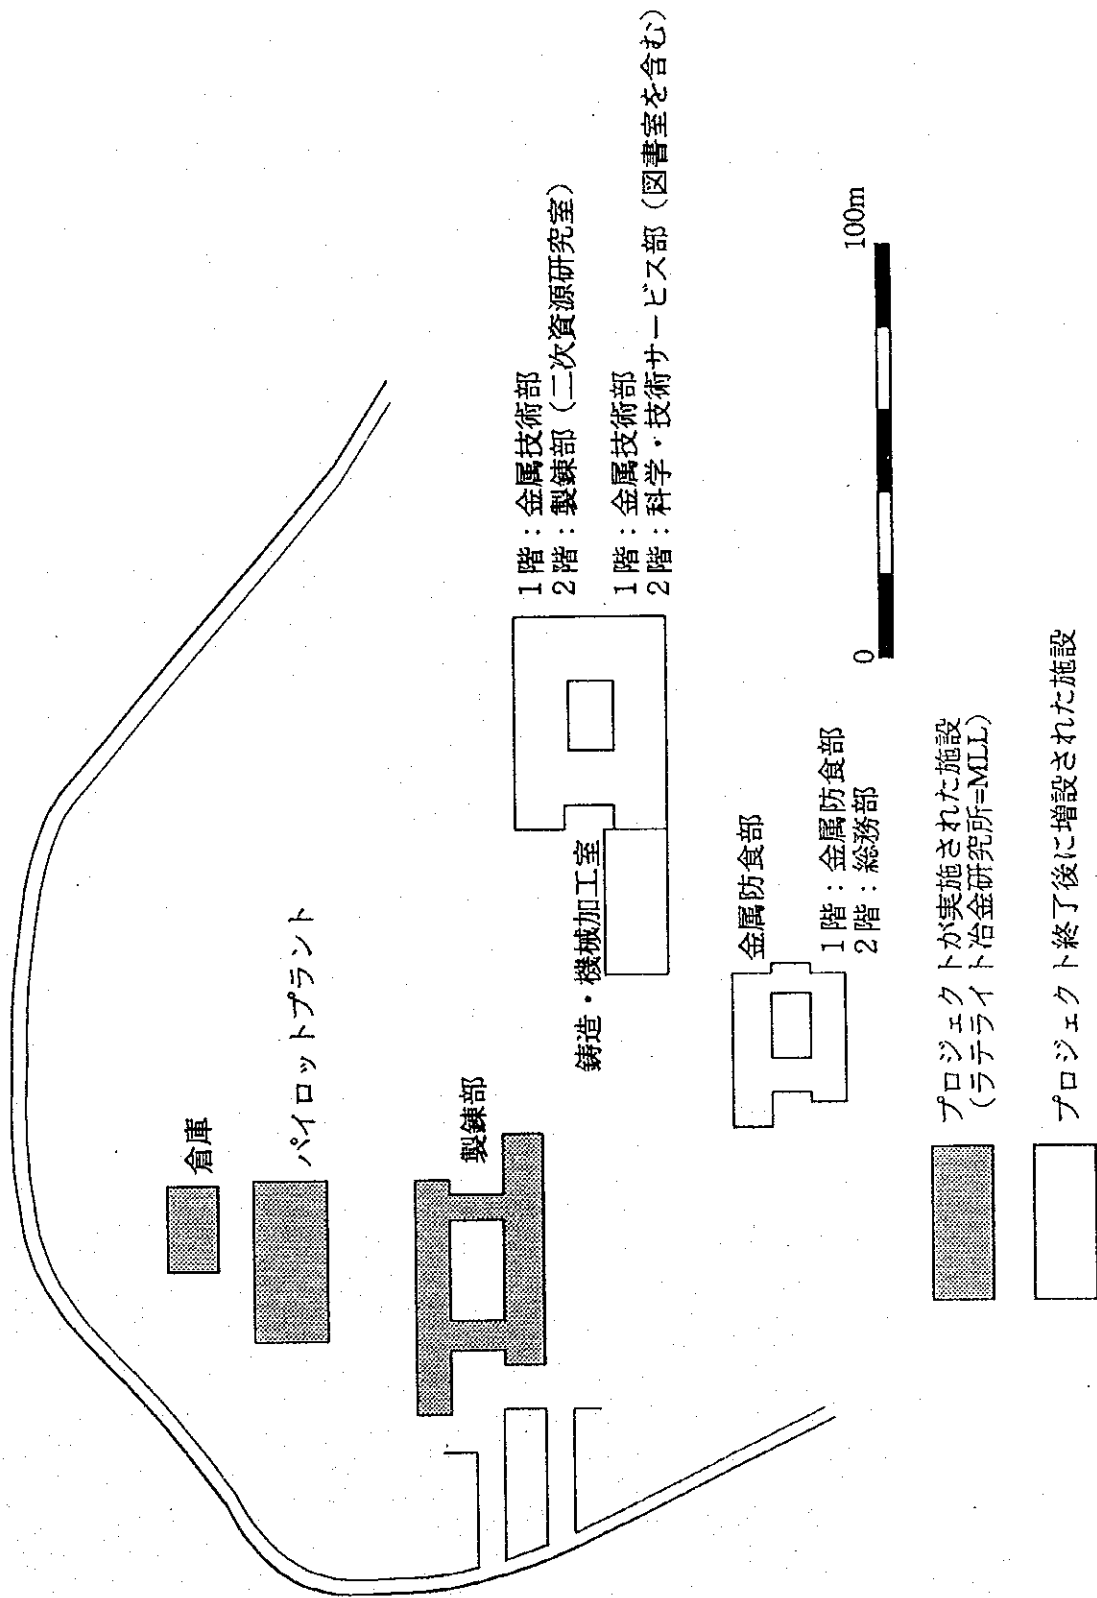 倉庫
パイロットプラント
製錬部
1階：金属技術部
2階：製錬部（二次資源研究室）
1階：金属技術部
2階：科学・技術サービス部（図書室を含む）
鋳造・機械加工室
金属防食部
1階：金属防食部
2階：総務部
0
100m
プロジェクトが実施された施設
(ラテライト冶金研究所=MLL)
プロジェクト終了後に増設された施設